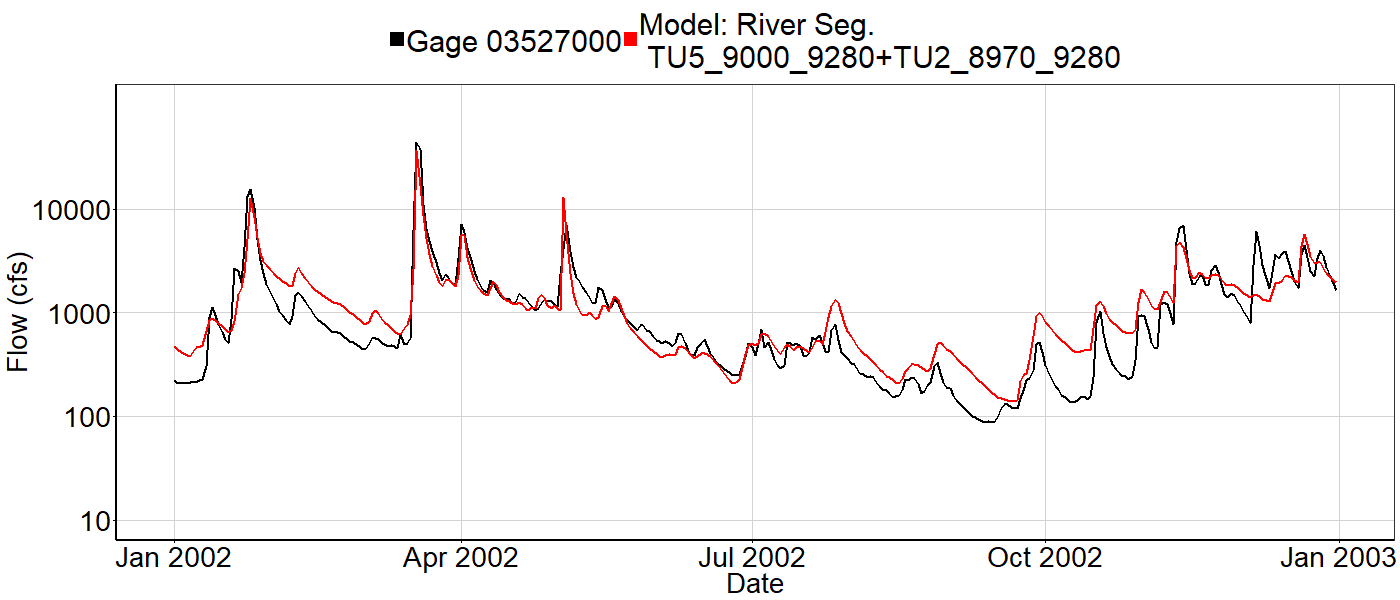 Gage 03527000
Model: River Seg.
TU5_9000_9280+TU2_8970_9280
Flow (cfs)
10000
1000
100
10
Jan 2002
Apr 2002
Jul 2002
Oct 2002
Jan 2003
Date